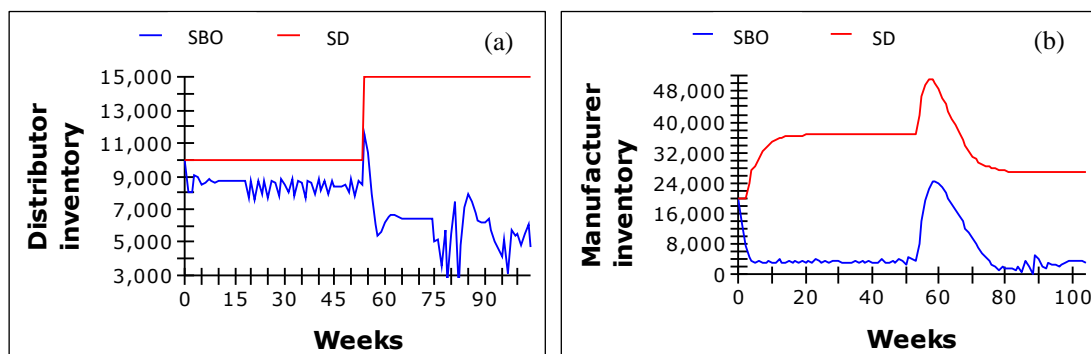 SBO SD (a)
15,000
13,000
11,000
9,000
7,000
5,000
3,000
0 15 30 45 60 75 90
Distributor
inventory
Weeks
SBO SD (b)
48,000
40,000
32,000
24,000
16,000
8,000
0
0 20 40 60 80 100
Manufacturer
inventory
Weeks